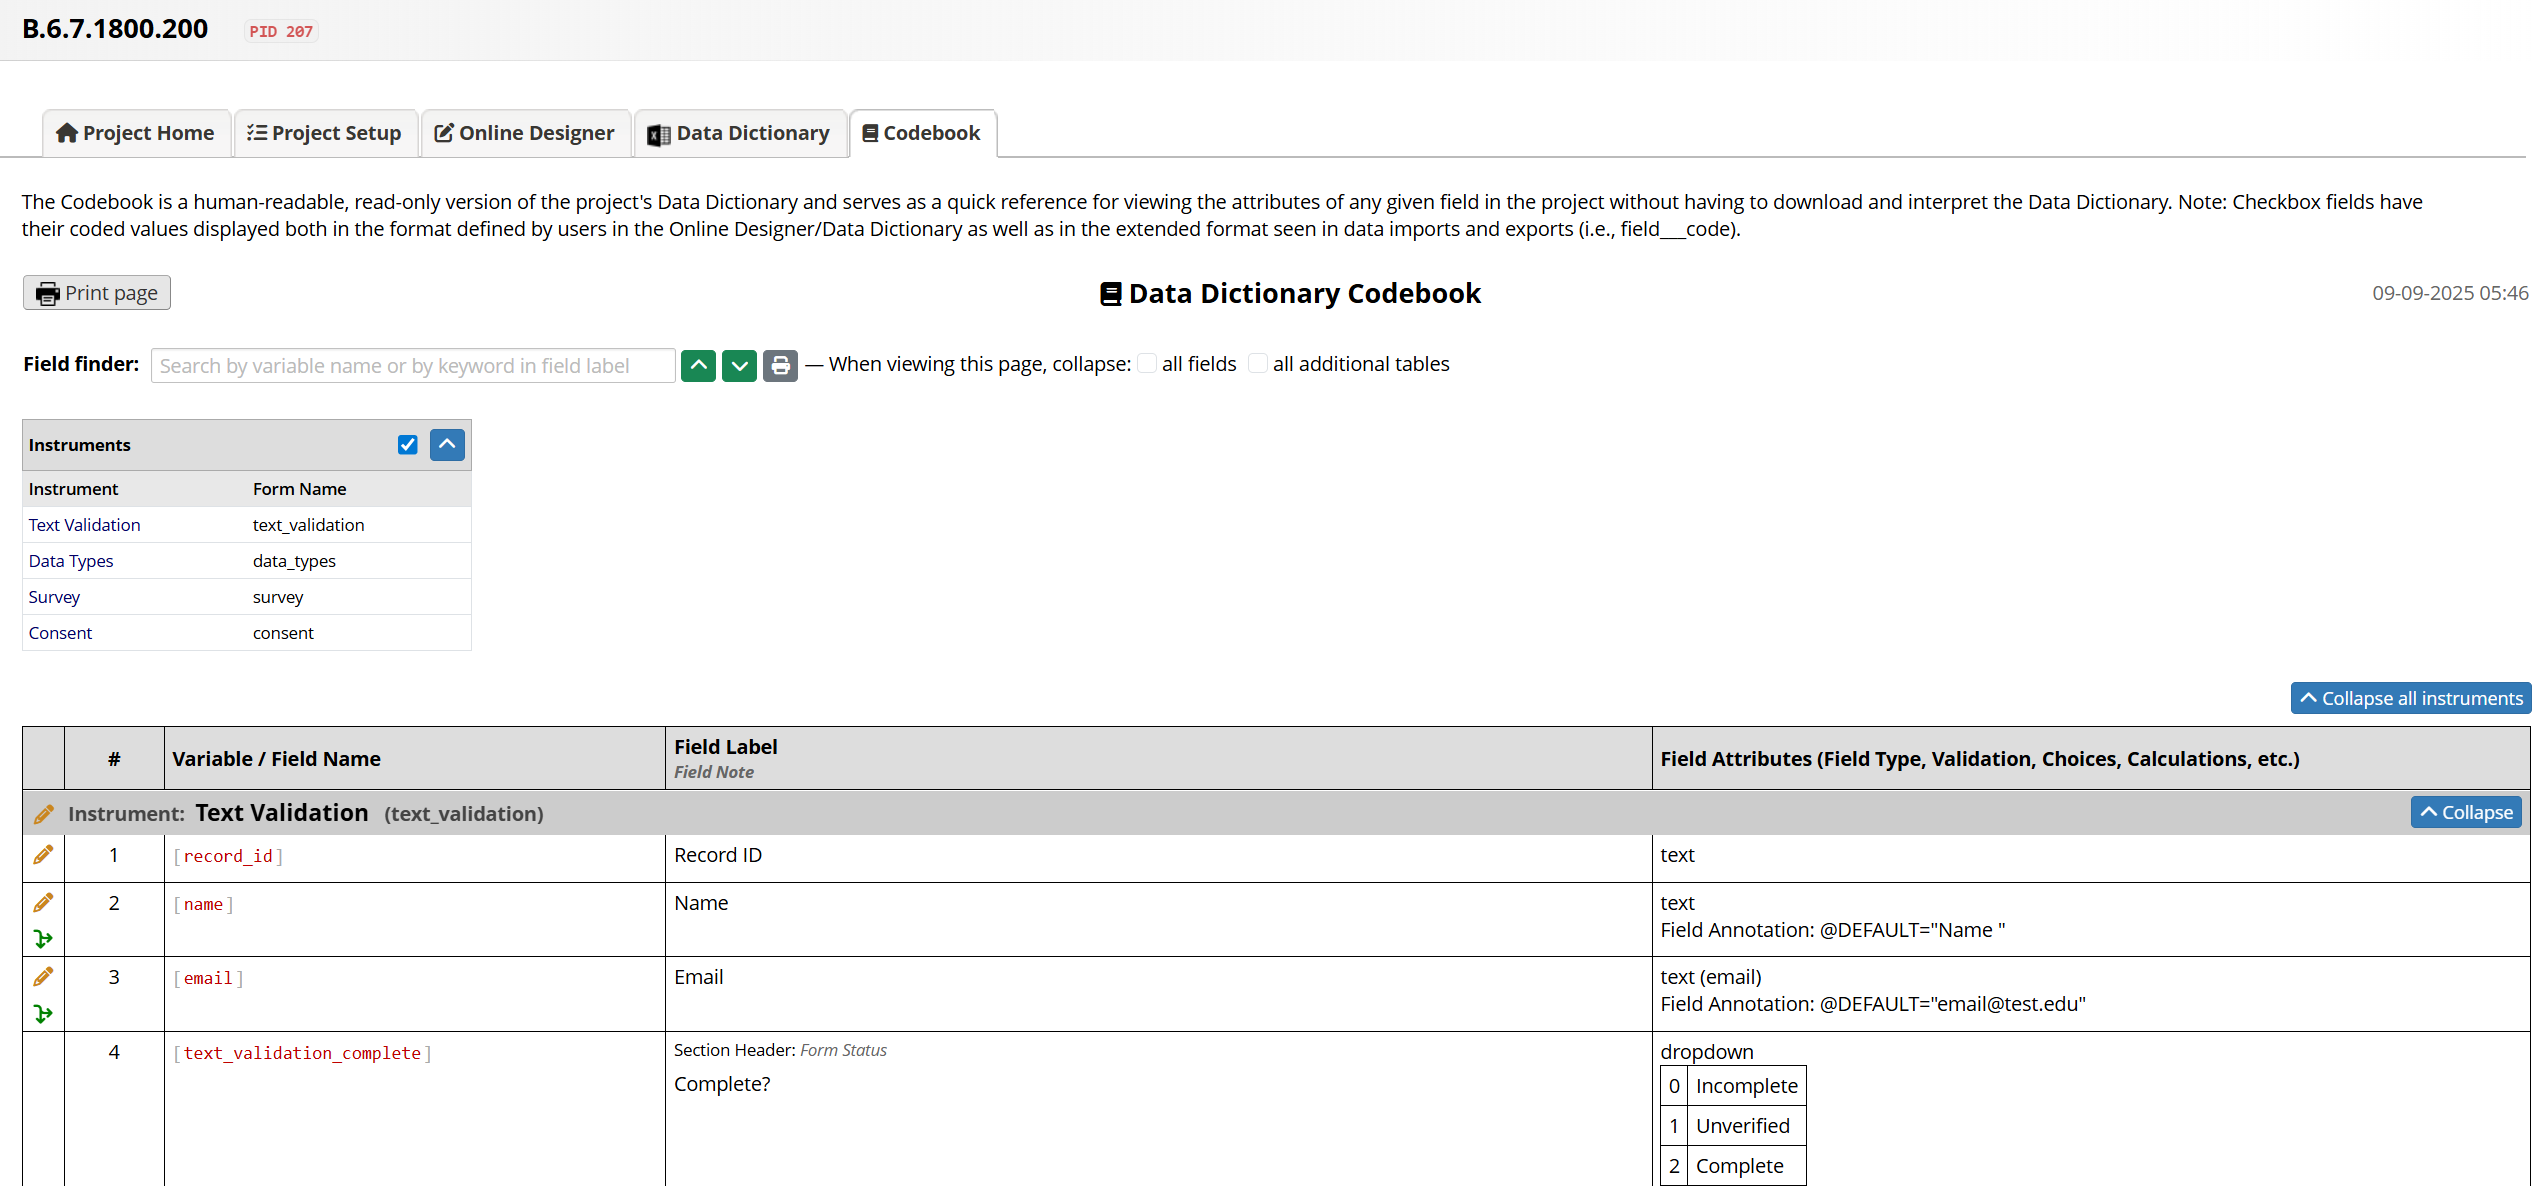 B.6.7.1800.200 PID 207
Project Home Project Setup Online Designer Data Dictionary Codebook
The Codebook is a human-readable, read-only version of the project's Data Dictionary and serves as a quick reference for viewing the attributes of any given field in the project without having to download and interpret the Data Dictionary. Note: Checkbox fields have
their coded values displayed both in the format defined by users in the Online Designer/Data Dictionary as well as in the extended format seen in data imports and exports (i.e., field___code).
Print page Data Dictionary Codebook 09-09-2025 05:46
Field finder: Search by variable name or by keyword in field label — When viewing this page, collapse: all fields all additional tables
Instruments
Instrument Form Name
Text Validation text_validation
Data Types data_types
Survey survey
Consent consent
Collapse all instruments
# Variable / Field Name Field Label Field Attributes (Field Type, Validation, Choices, Calculations, etc.)
Field Note
Instrument: Text Validation (text_validation) Collapse
1 [record_id] Record ID text
2 [name] Name text
Field Annotation: @DEFAULT="Name "
3 [email] Email text (email)
Field Annotation: @DEFAULT="email@test.edu"
4 [text_validation_complete] Section Header: Form Status dropdown
Complete? 0 Incomplete
1 Unverified
2 Complete